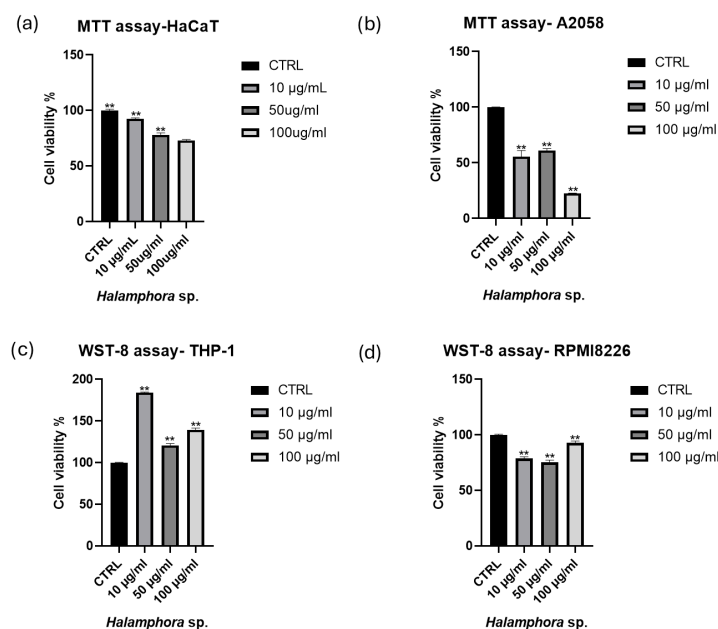 (a)
MTT assay-HaCaT
150
100
50
0
Cell viability %
** ** **
CTRL
10 µg/mL
50ug/ml
100ug/ml
CTRL
10 µg/mL
50ug/ml
100ug/ml
Halamphora sp.
(b)
MTT assay- A2058
150
100
50
0
Cell viability %
** ** **
CTRL
10 µg/ml
50 µg/ml
100 µg/ml
CTRL
10 µg/ml
50 µg/ml
100 µg/ml
Halamphora sp.
(c)
WST-8 assay- THP-1
200
150
100
50
0
Cell viability %
** ** **
CTRL
10 µg/ml
50 µg/ml
100 µg/ml
CTRL
10 µg/ml
50 µg/ml
100 µg/ml
Halamphora sp.
(d)
WST-8 assay- RPMI8226
150
100
50
0
Cell viability %
** ** **
CTRL
10 µg/ml
50 µg/ml
100 µg/ml
CTRL
10 µg/ml
50 µg/ml
100 µg/ml
Halamphora sp.